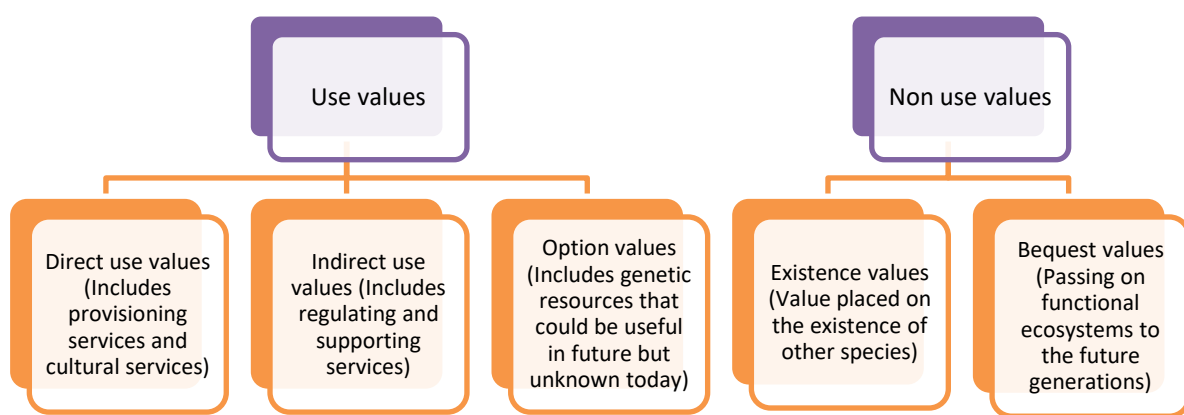 Use values
Non use values
Direct use values
(Includes
provisioning
services and
cultural services)
Indirect use
values (Includes
regulating and
supporting
services)
Option values
(Includes genetic
resources that
could be useful
in future but
unknown today)
Existence values
(Value placed on
the existence of
other species)
Bequest values
(Passing on
functional
ecosystems to
the future
generations)